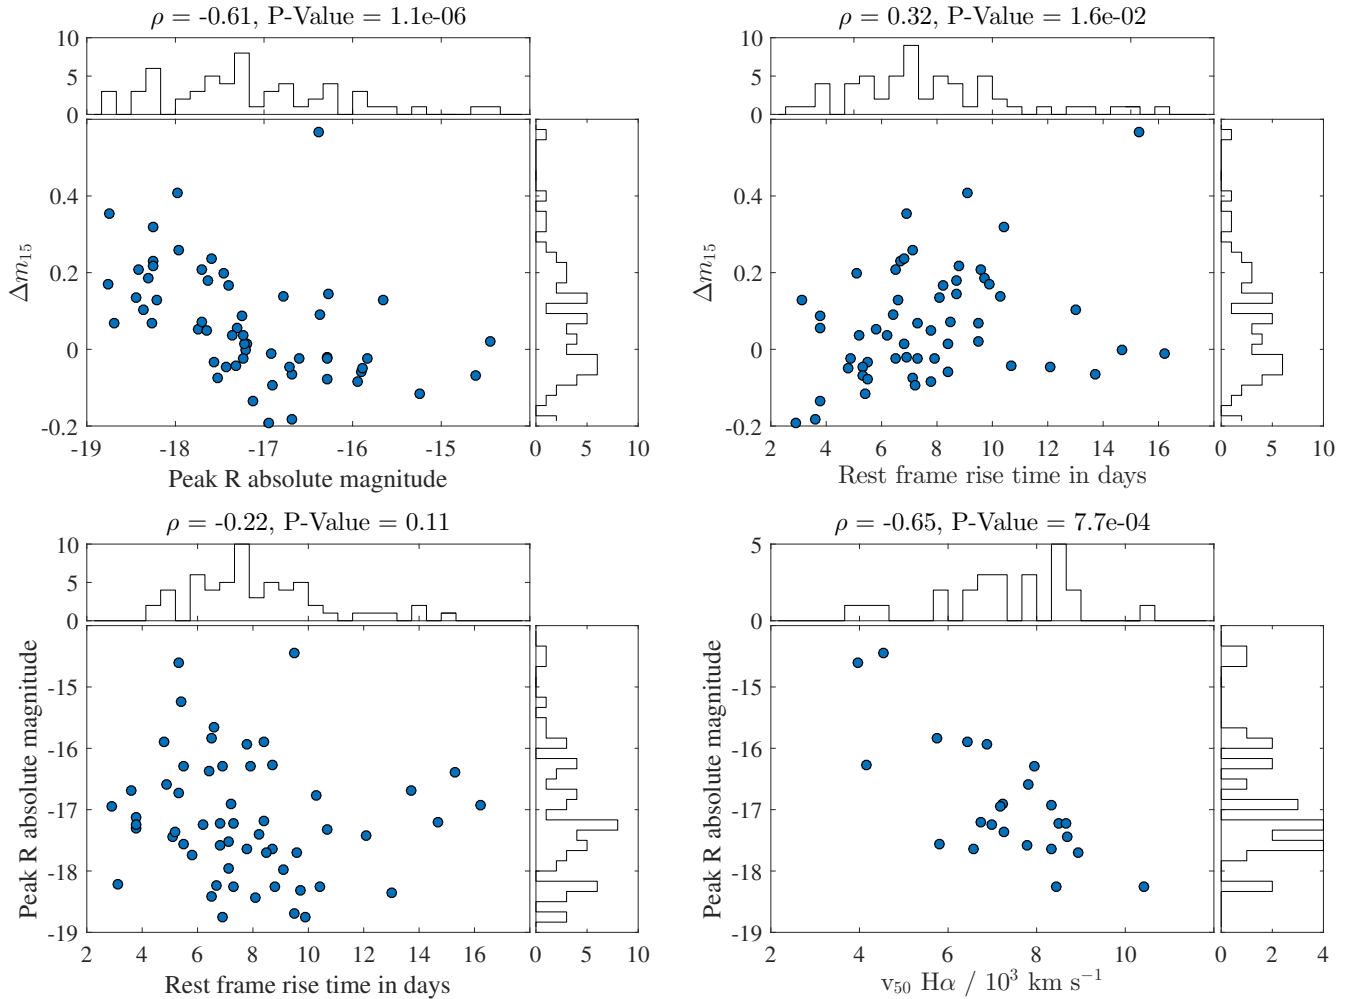 ρ = -0.61, P-Value = 1.1e-06
10
5
0
0.4
0.2
0
-0.2
Δm15
-19 -18 -17 -16 -15
0 5 10
Peak R absolute magnitude
ρ = 0.32, P-Value = 1.6e-02
10
5
0
0.4
0.2
0
-0.2
Δm15
2 4 6 8 10 12 14 16
0 5 10
Rest frame rise time in days
ρ = -0.22, P-Value = 0.11
10
5
0
-15
-16
-17
-18
-19
Peak R absolute magnitude
2 4 6 8 10 12 14 16
0 5 10
Rest frame rise time in days
ρ = -0.65, P-Value = 7.7e-04
5
0
-15
-16
-17
-18
-19
Peak R absolute magnitude
2 4 6 8 10
0 2 4
v50 Hα / 10³ km s⁻¹